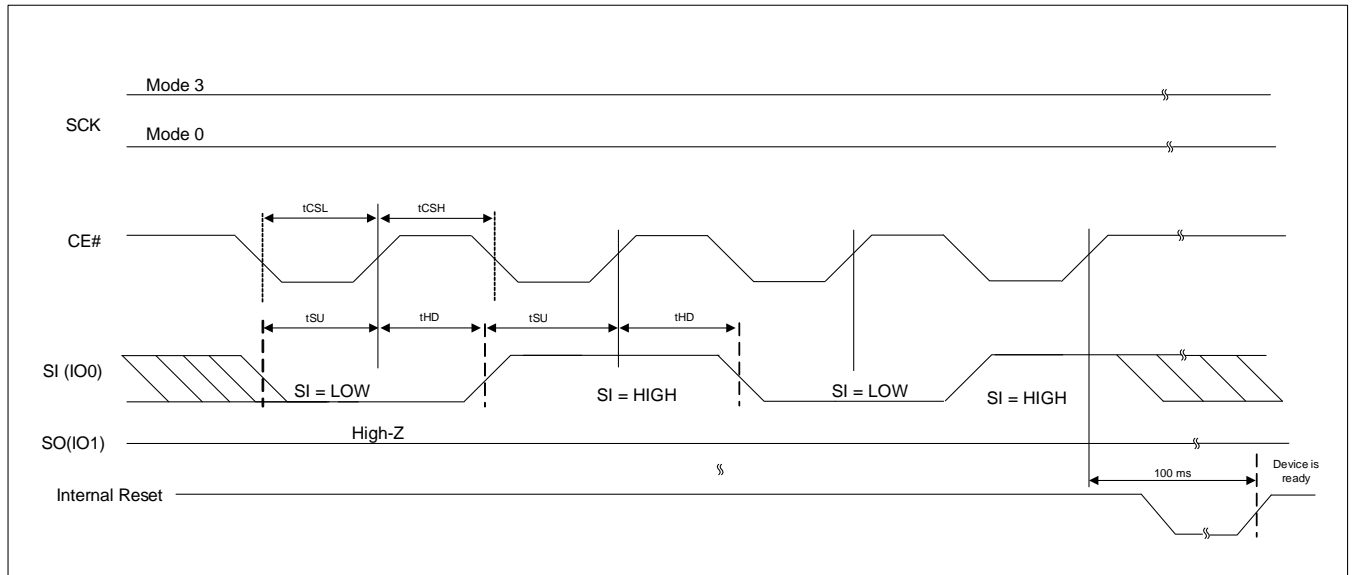 Mode 3
SCK
Mode 0
tCSL
tCSH
CE#
tSU
tHD
tSU
tHD
SI (IO0)
SI = LOW
SI = HIGH
SI = LOW
SI = HIGH
High-Z
SO(IO1)
100 ms
Device is
ready
Internal Reset